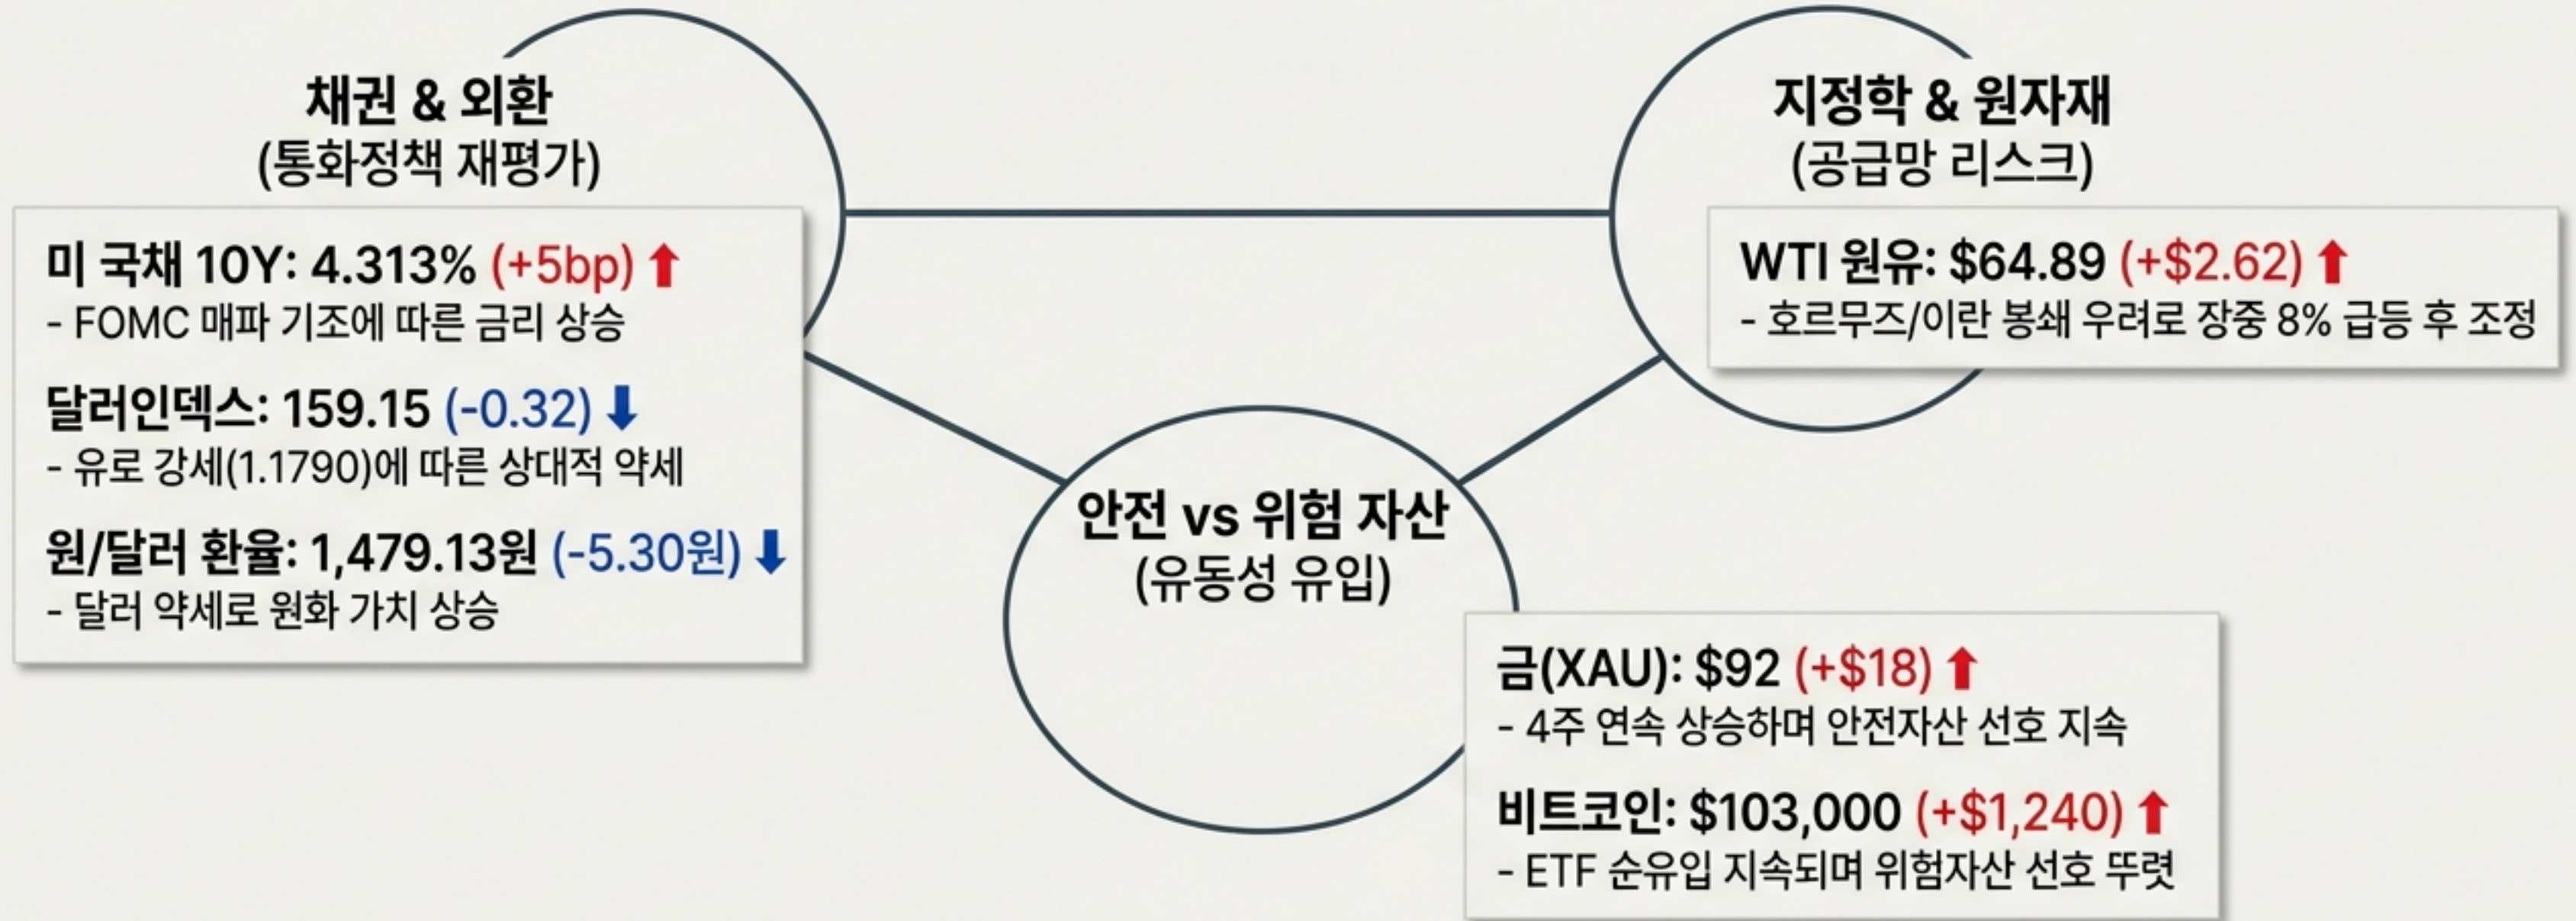 채권 & 외환
(통화정책 재평가)
미 국채 10Y: 4.313% (+5bp) ⬆
- FOMC 매파 기조에 따른 금리 상승
달러인덱스: 159.15 (-0.32) ⬇
- 유로 강세(1.1790)에 따른 상대적 약세
원/달러 환율: 1,479.13원 (-5.30원) ⬇
- 달러 약세로 원화 가치 상승
지정학 & 원자재
(공급망 리스크)
WTI 원유: $64.89 (+$2.62) ⬆
- 호르무즈/이란 봉쇄 우려로 장중 8% 급등 후 조정
안전 vs 위험 자산
(유동성 유입)
금(XAU): $92 (+$18) ⬆
- 4주 연속 상승하며 안전자산 선호 지속
비트코인: $103,000 (+$1,240) ⬆
- ETF 순유입 지속되며 위험자산 선호 뚜렷